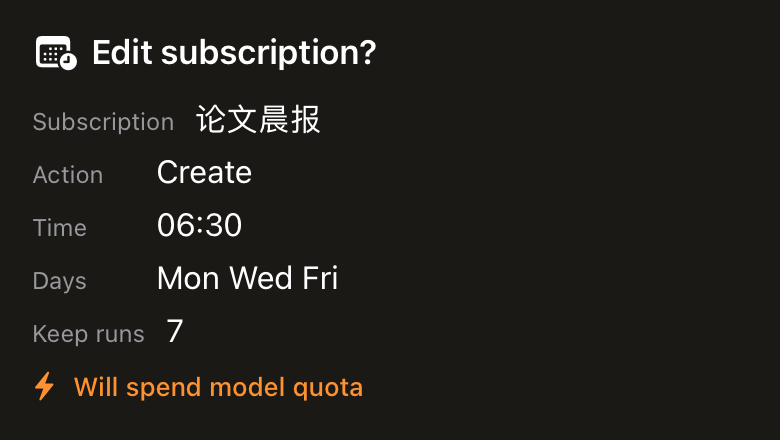 Edit subscription?
Subscription 论文晨报
Action Create
Time 06:30
Days Mon Wed Fri
Keep runs 7
Will spend model quota